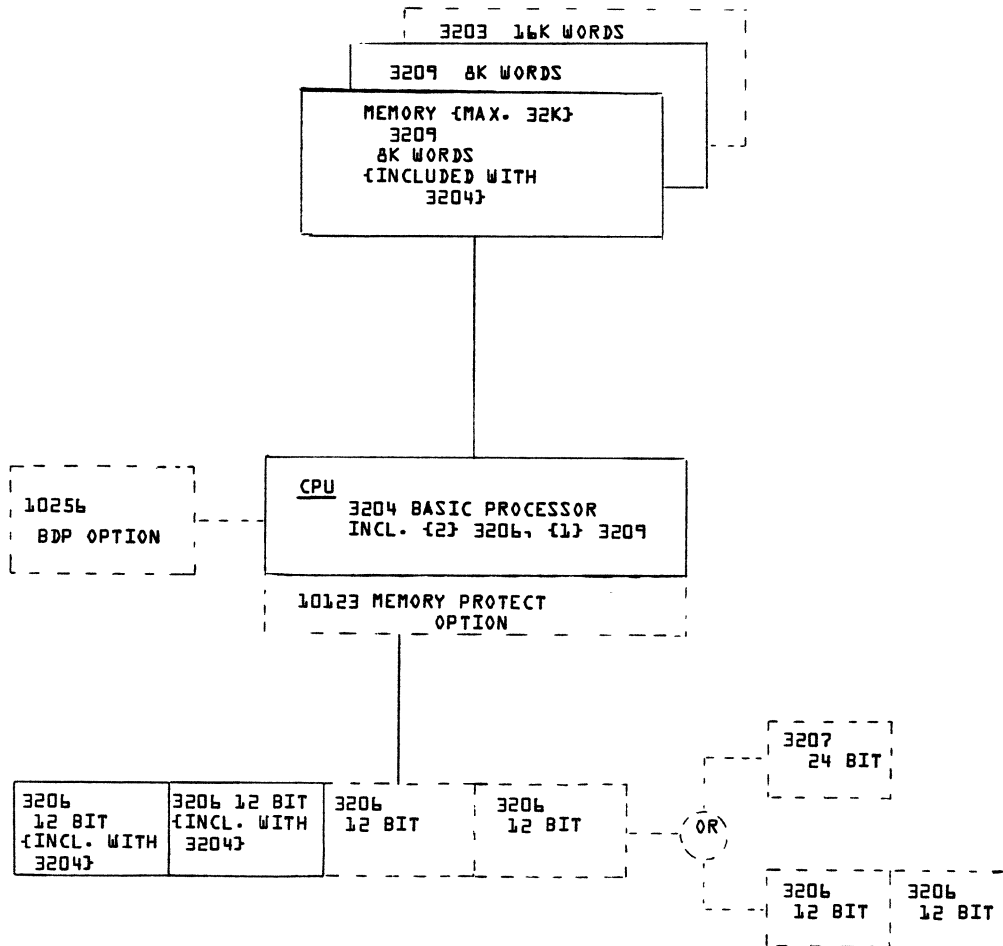 3203 16K WORDS
3209 8K WORDS
MEMORY {MAX. 32K}
3209
8K WORDS
{INCLUDED WITH
3204}
10256
BDP OPTION
CPU
3204 BASIC PROCESSOR
INCL. {2} 3206, {1} 3209
10123 MEMORY PROTECT
OPTION
3206
12 BIT
{INCL. WITH
3204}
3206 12 BIT
{INCL. WITH
3204}
3206
12 BIT
3206
12 BIT
OR
3207
24 BIT
3206
12 BIT
3206
12 BIT